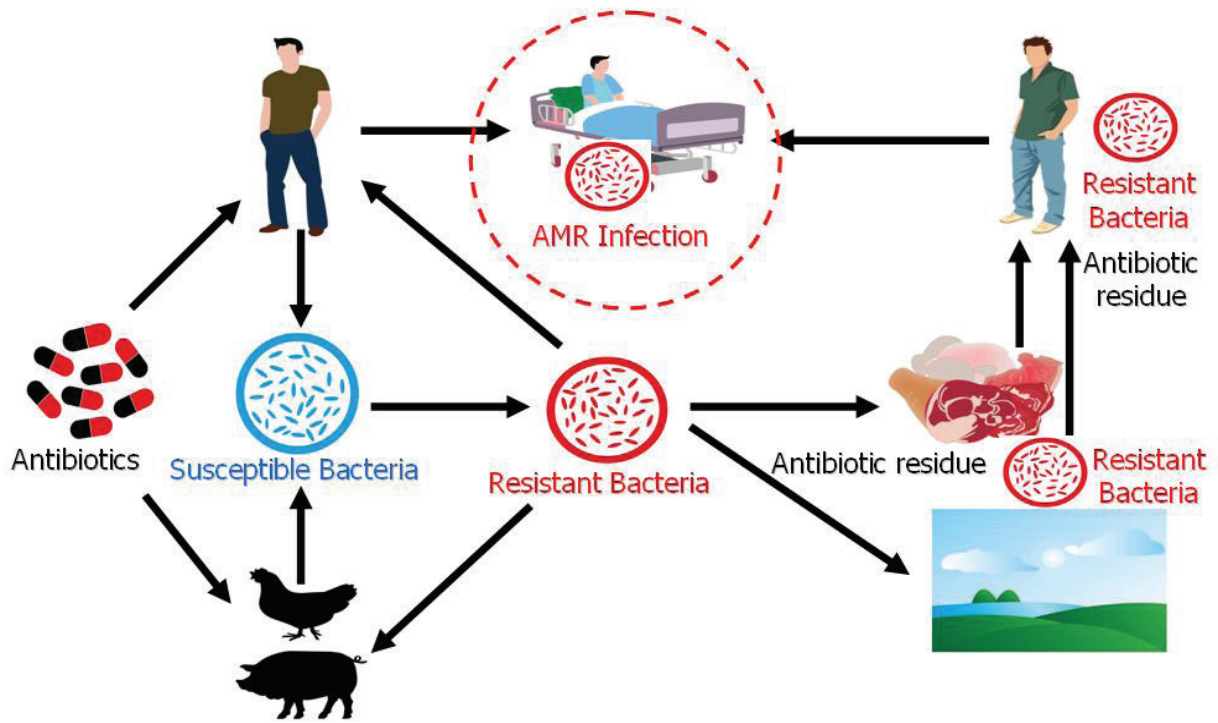 AMR Infection
Resistant
Bacteria
Antibiotic
residue
Antibiotics
Susceptible Bacteria
Resistant Bacteria
Antibiotic residue
Resistant
Bacteria